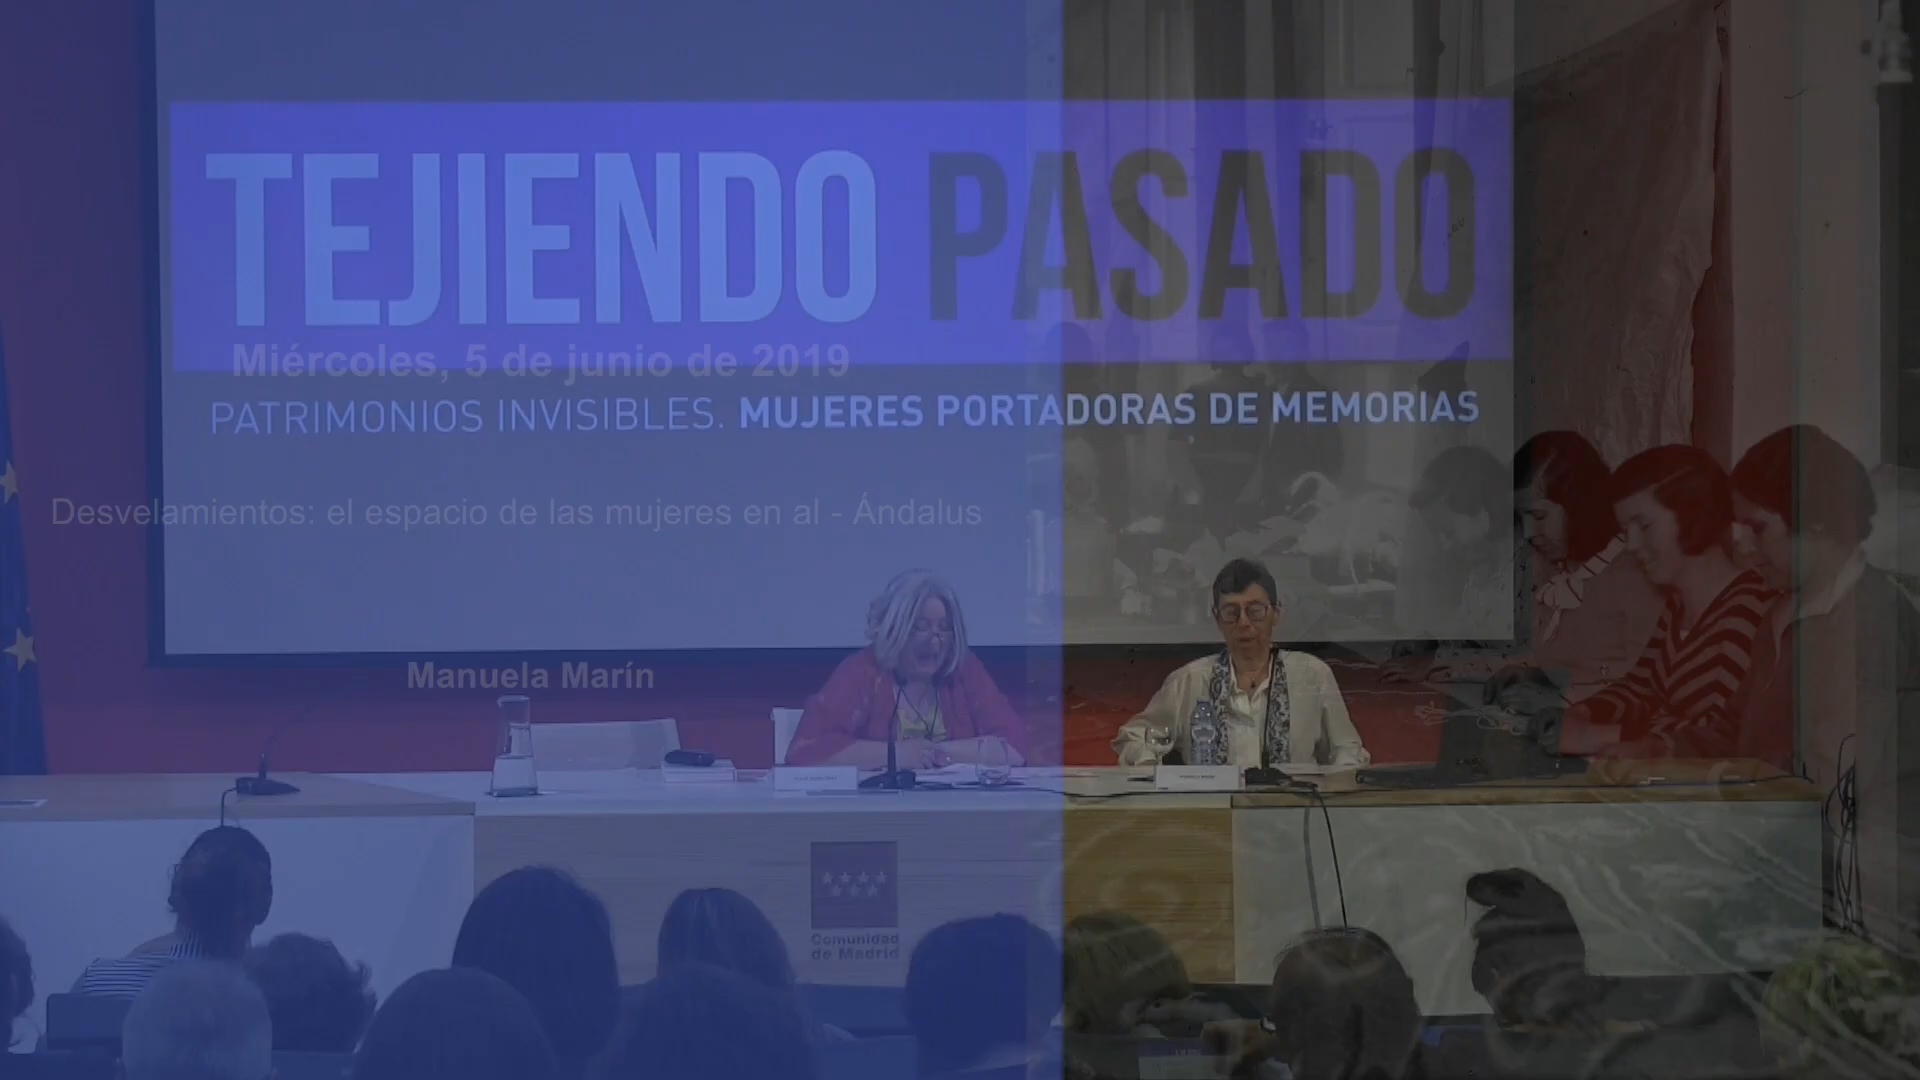 TEJIENDO PASADO
Miércoles, 5 de junio de 2019
PATRIMONIOS INVISIBLES. MUJERES PORTADORAS DE MEMORIAS
Desvelamientos: el espacio de las mujeres en al - Ándalus
Manuela Marín
Comunidad
de Madrid